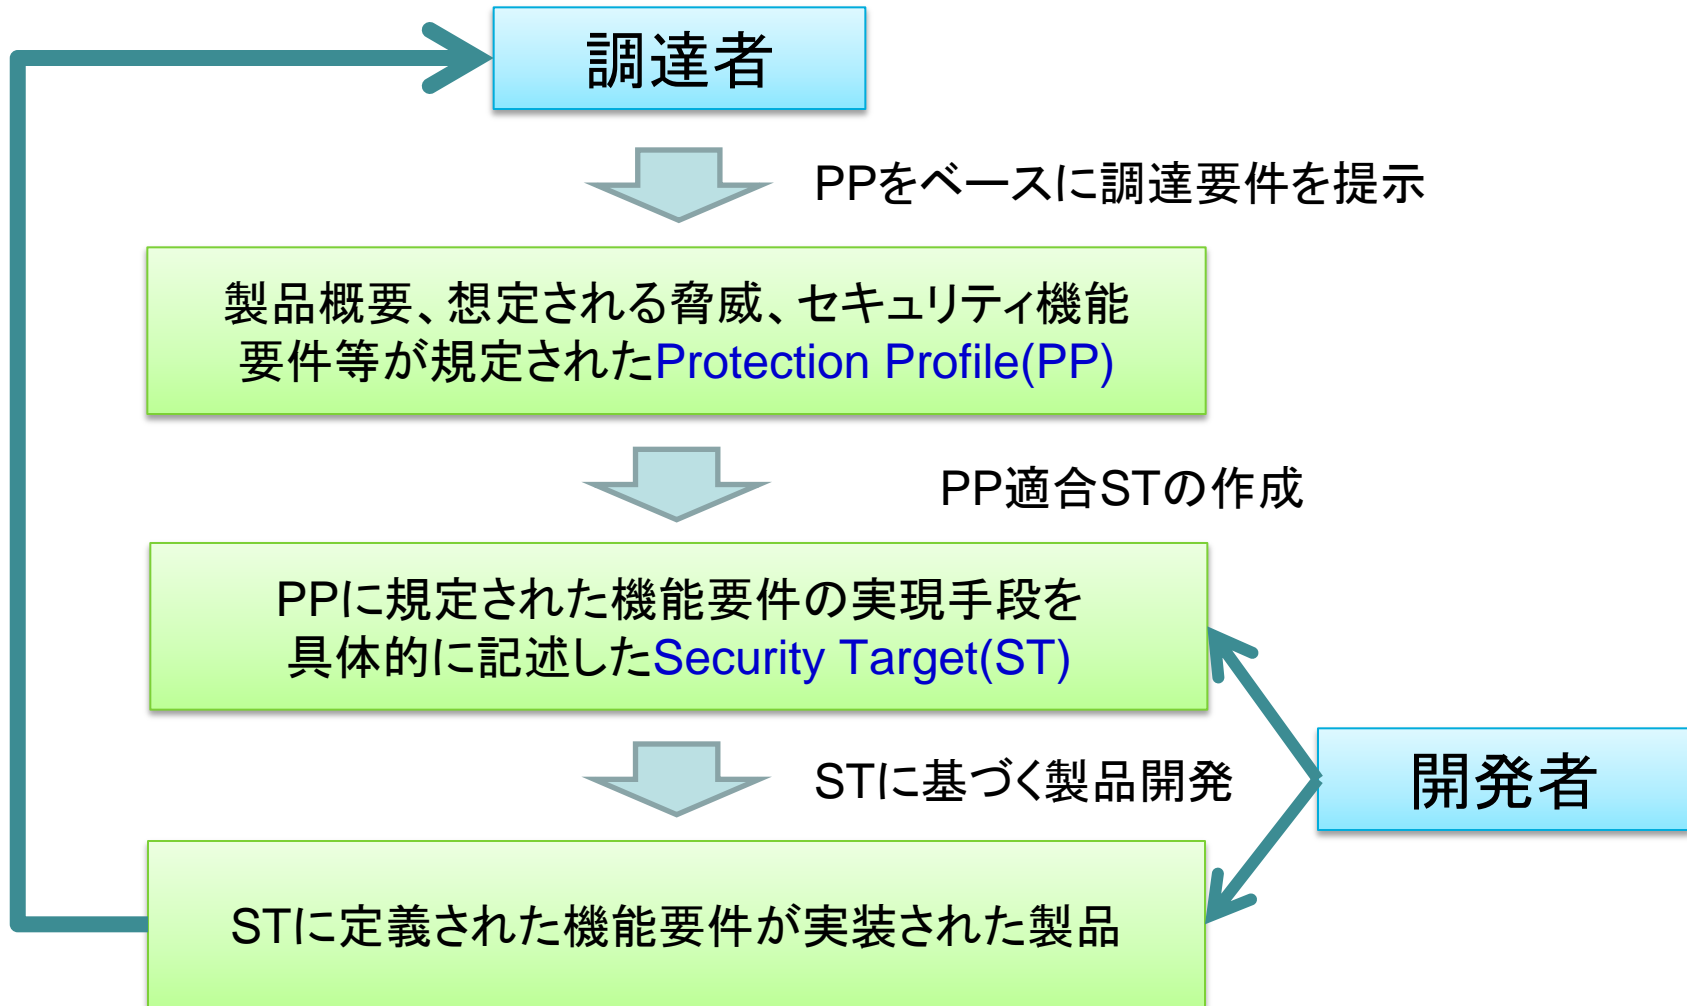 調達者
PPをベースに調達要件を提示
製品概要、想定される脅威、セキュリティ機能
要件等が規定されたProtection Profile(PP)
PP適合STの作成
PPに規定された機能要件の実現手段を
具体的に記述したSecurity Target(ST)
STに基づく製品開発
開発者
STに定義された機能要件が実装された製品